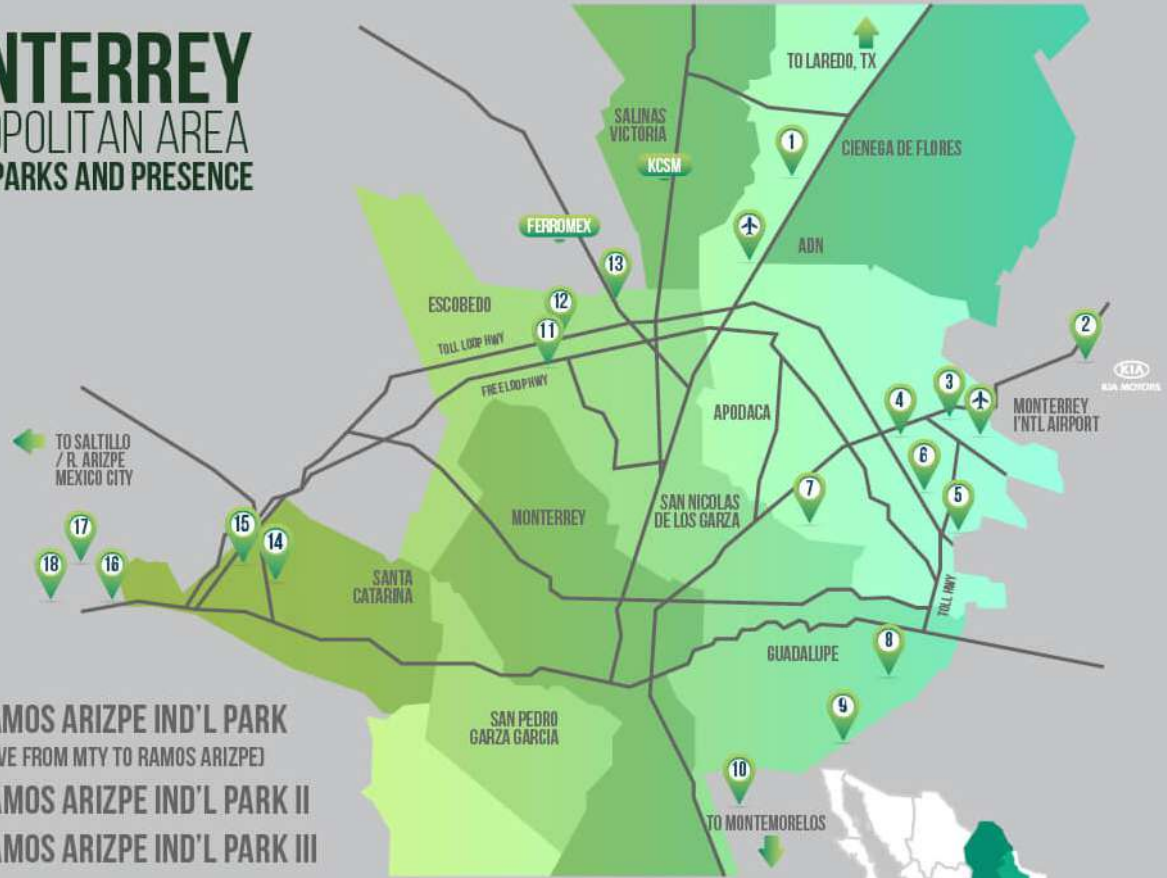 NTERREY
OPOLITAN AREA
PARKS AND PRESENCE
TO LAREDO, TX
SALINAS
VICTORIA
KCSM
1
CIENEGA DE FLORES
FERROMEX
ADN
13
12
ESCOBEDO
11
TOLL LOOP HWY
FREE LOOP HWY
2
KIA
KIA MOTORS
3
4
MONTERREY
I'NTL AIRPORT
APODACA
TO SALTILLO
/ R. ARIZPE
MEXICO CITY
6
5
7
SAN NICOLAS
DE LOS GARZA
MONTERREY
17
15
14
18
16
SANTA
CATARINA
TOLL HWY
8
GUADALUPE
9
SAN PEDRO
GARZA GARCIA
10
TO MONTEMORELOS
AMOS ARIZPE IND'L PARK
VE FROM MTY TO RAMOS ARIZPE)
AMOS ARIZPE IND'L PARK II
AMOS ARIZPE IND'L PARK III